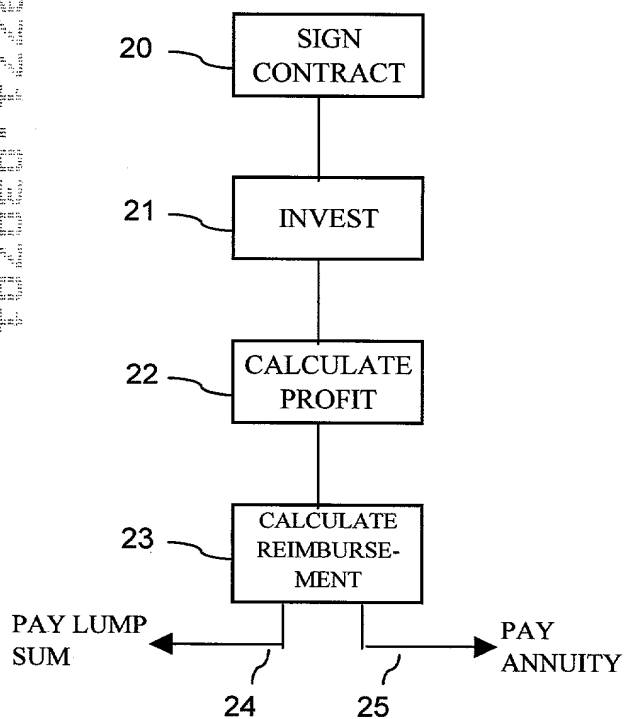 20
SIGN
CONTRACT
21
INVEST
22
CALCULATE
PROFIT
23
CALCULATE
REIMBURSE-
MENT
PAY LUMP
SUM
24
25
PAY
ANNUITY